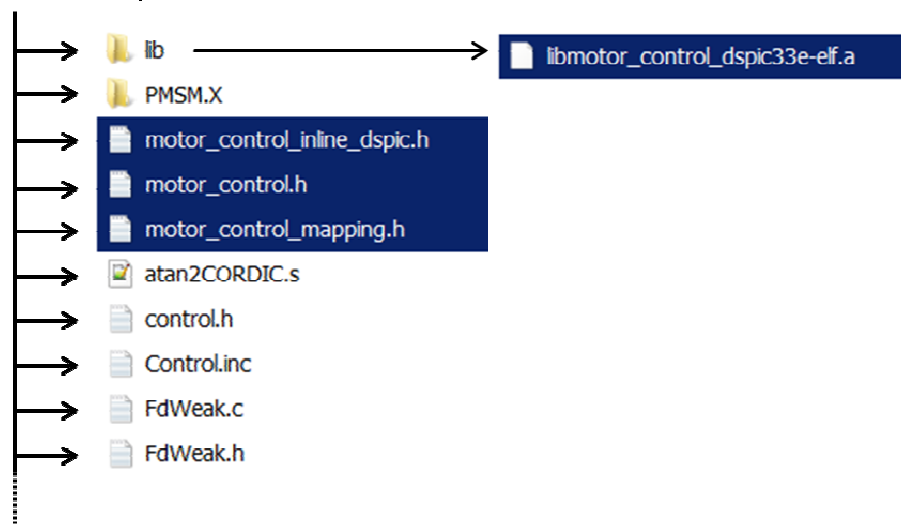 lib
libmotor_control_dspic33e-elf.a
PMSM.X
motor_control_inline_dspic.h
motor_control.h
motor_control_mapping.h
atan2CORDIC.s
control.h
Control.inc
FdWeak.c
FdWeak.h